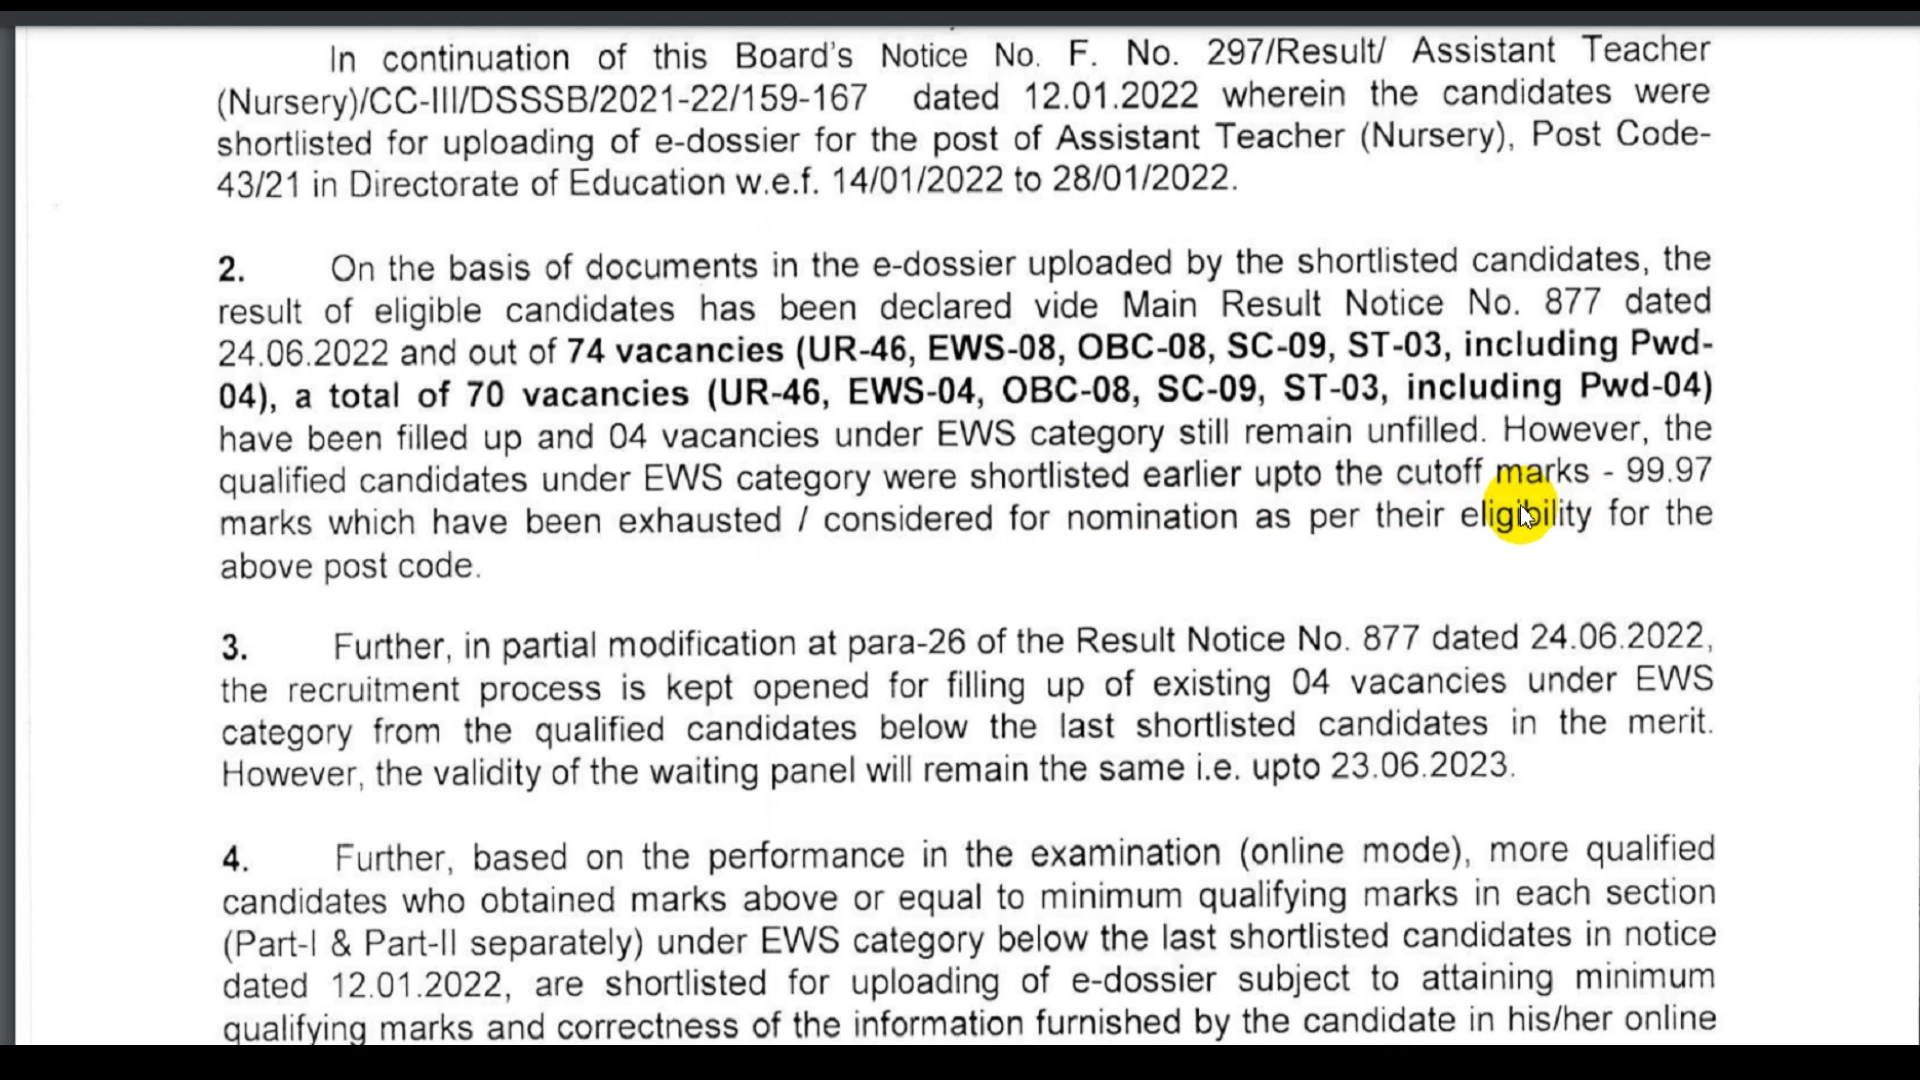 In continuation of this Board's Notice No. F. No. 297/Result/ Assistant Teacher
(Nursery)/CC-III/DSSSB/2021-22/159-167 dated 12.01.2022 wherein the candidates were
shortlisted for uploading of e-dossier for the post of Assistant Teacher (Nursery), Post Code-
43/21 in Directorate of Education w.e.f. 14/01/2022 to 28/01/2022.
2. On the basis of documents in the e-dossier uploaded by the shortlisted candidates, the
result of eligible candidates has been declared vide Main Result Notice No. 877 dated
24.06.2022 and out of 74 vacancies (UR-46, EWS-08, OBC-08, SC-09, ST-03, including Pwd-
04), a total of 70 vacancies (UR-46, EWS-04, OBC-08, SC-09, ST-03, including Pwd-04)
have been filled up and 04 vacancies under EWS category still remain unfilled. However, the
qualified candidates under EWS category were shortlisted earlier upto the cutoff marks - 99.97
marks which have been exhausted / considered for nomination as per their eligibility for the
above post code.
3. Further, in partial modification at para-26 of the Result Notice No. 877 dated 24.06.2022,
the recruitment process is kept opened for filling up of existing 04 vacancies under EWS
category from the qualified candidates below the last shortlisted candidates in the merit.
However, the validity of the waiting panel will remain the same i.e. upto 23.06.2023.
4. Further, based on the performance in the examination (online mode), more qualified
candidates who obtained marks above or equal to minimum qualifying marks in each section
(Part-I & Part-II separately) under EWS category below the last shortlisted candidates in notice
dated 12.01.2022, are shortlisted for uploading of e-dossier subject to attaining minimum
qualifying marks and correctness of the information furnished by the candidate in his/her online